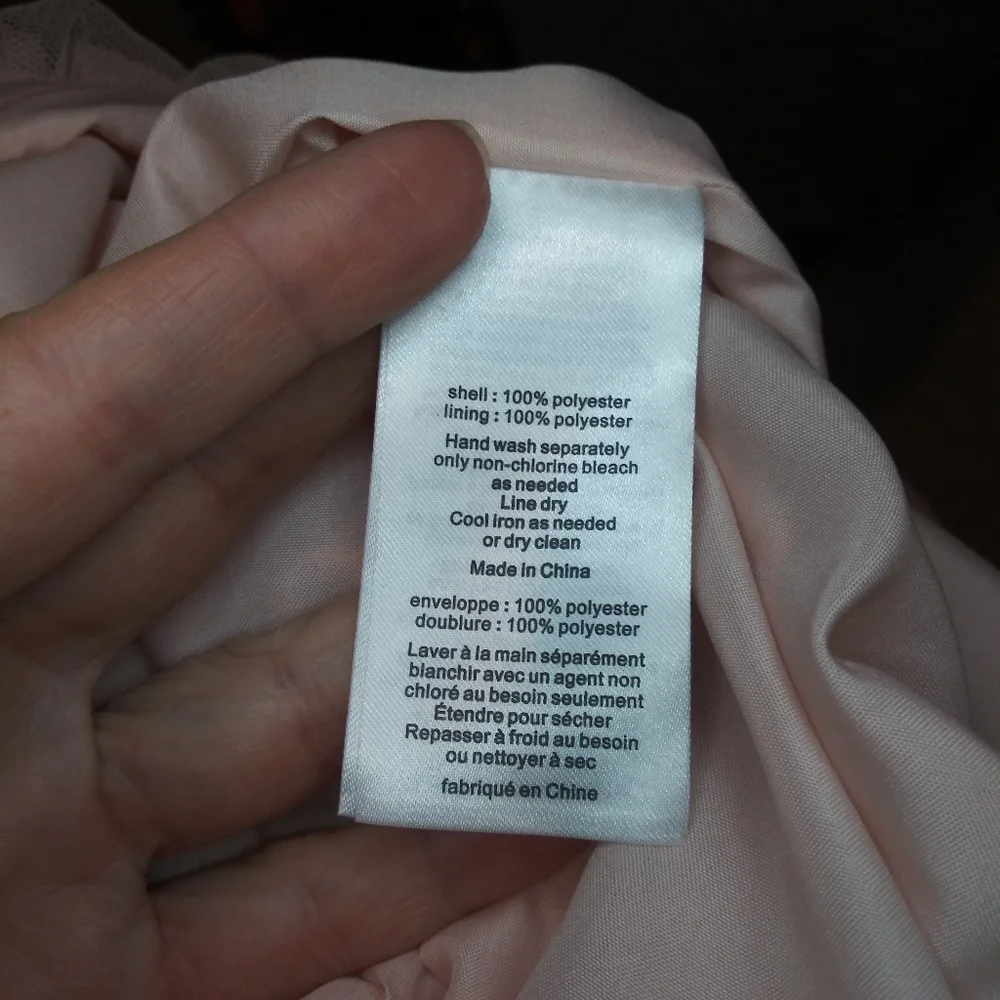 shell : 100% polyester
lining : 100% polyester
Hand wash separately
only non-chlorine bleach
as needed
Line dry
Cool iron as needed
or dry clean
Made in China
enveloppe : 100% polyester
doublure : 100% polyester
Laver à la main séparément
blanchir avec un agent non
chloré au besoin seulement
Étendre pour sécher
Repasser à froid au besoin
ou nettoyer à sec
fabriqué en Chine